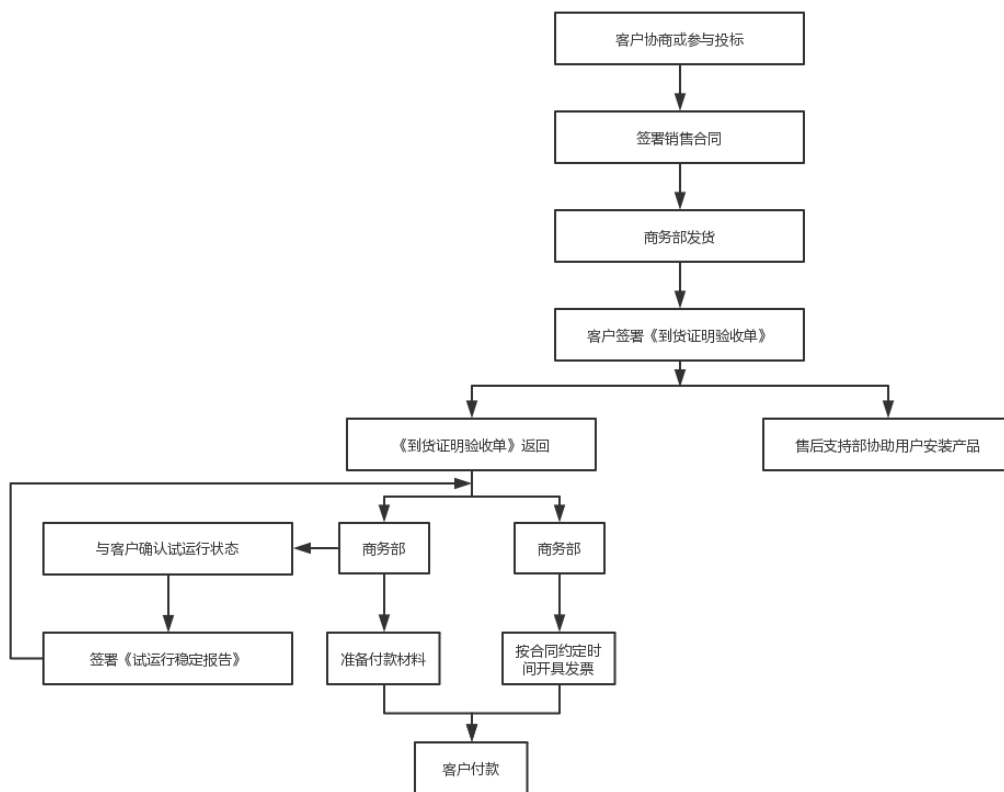 客户协商或参与投标
签署销售合同
商务部发货
客户签署《到货证明验收单》
《到货证明验收单》返回
售后支持部协助用户安装产品
与客户确认试运行状态
商务部
商务部
签署《试运行稳定报告》
准备付款材料
按合同约定时
间开具发票
客户付款